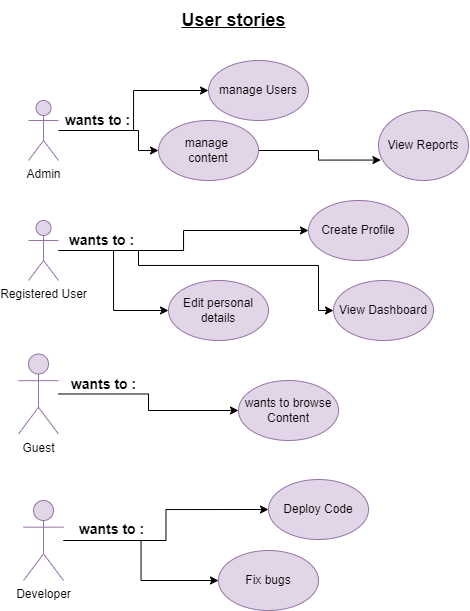 User stories
manage Users
wants to :
manage
content
View Reports
Admin
Create Profile
wants to :
Registered User
Edit personal
details
View Dashboard
wants to :
wants to browse
Content
Guest
Deploy Code
wants to :
Fix bugs
Developer